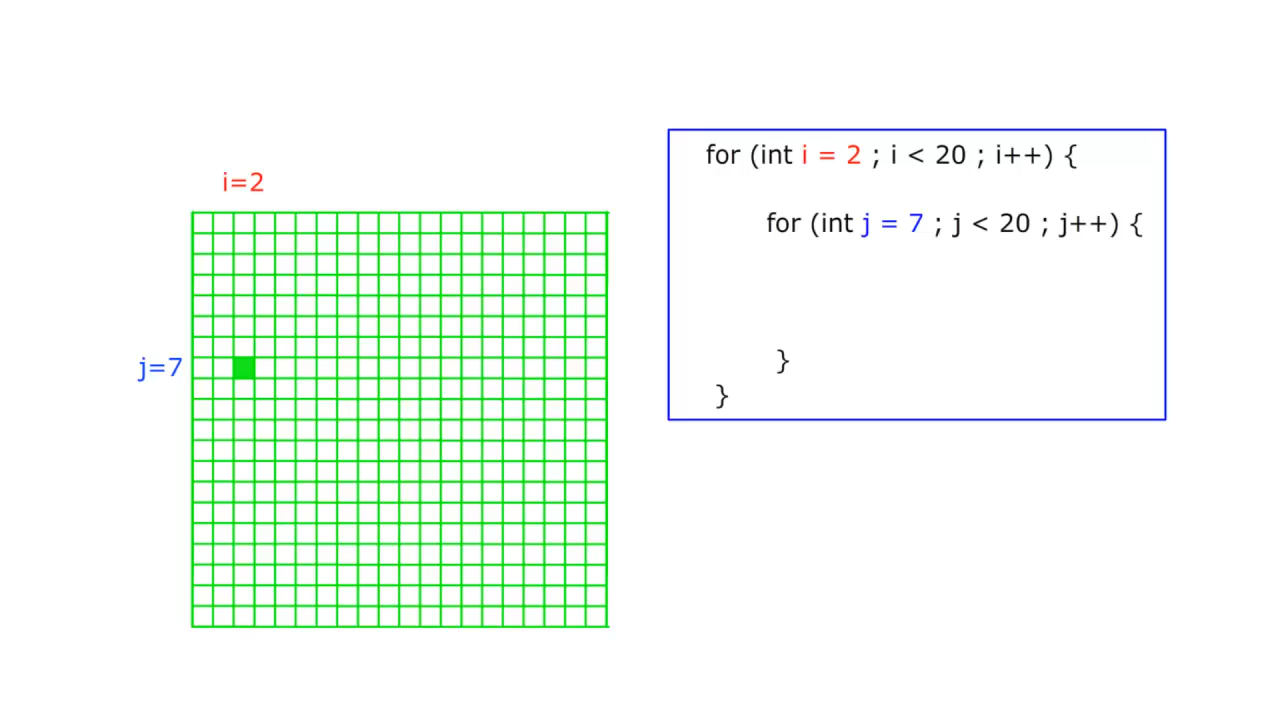 i=2
j=7
for (int i = 2 ; i < 20 ; i++) {
for (int j = 7 ; j < 20 ; j++) {
}
}